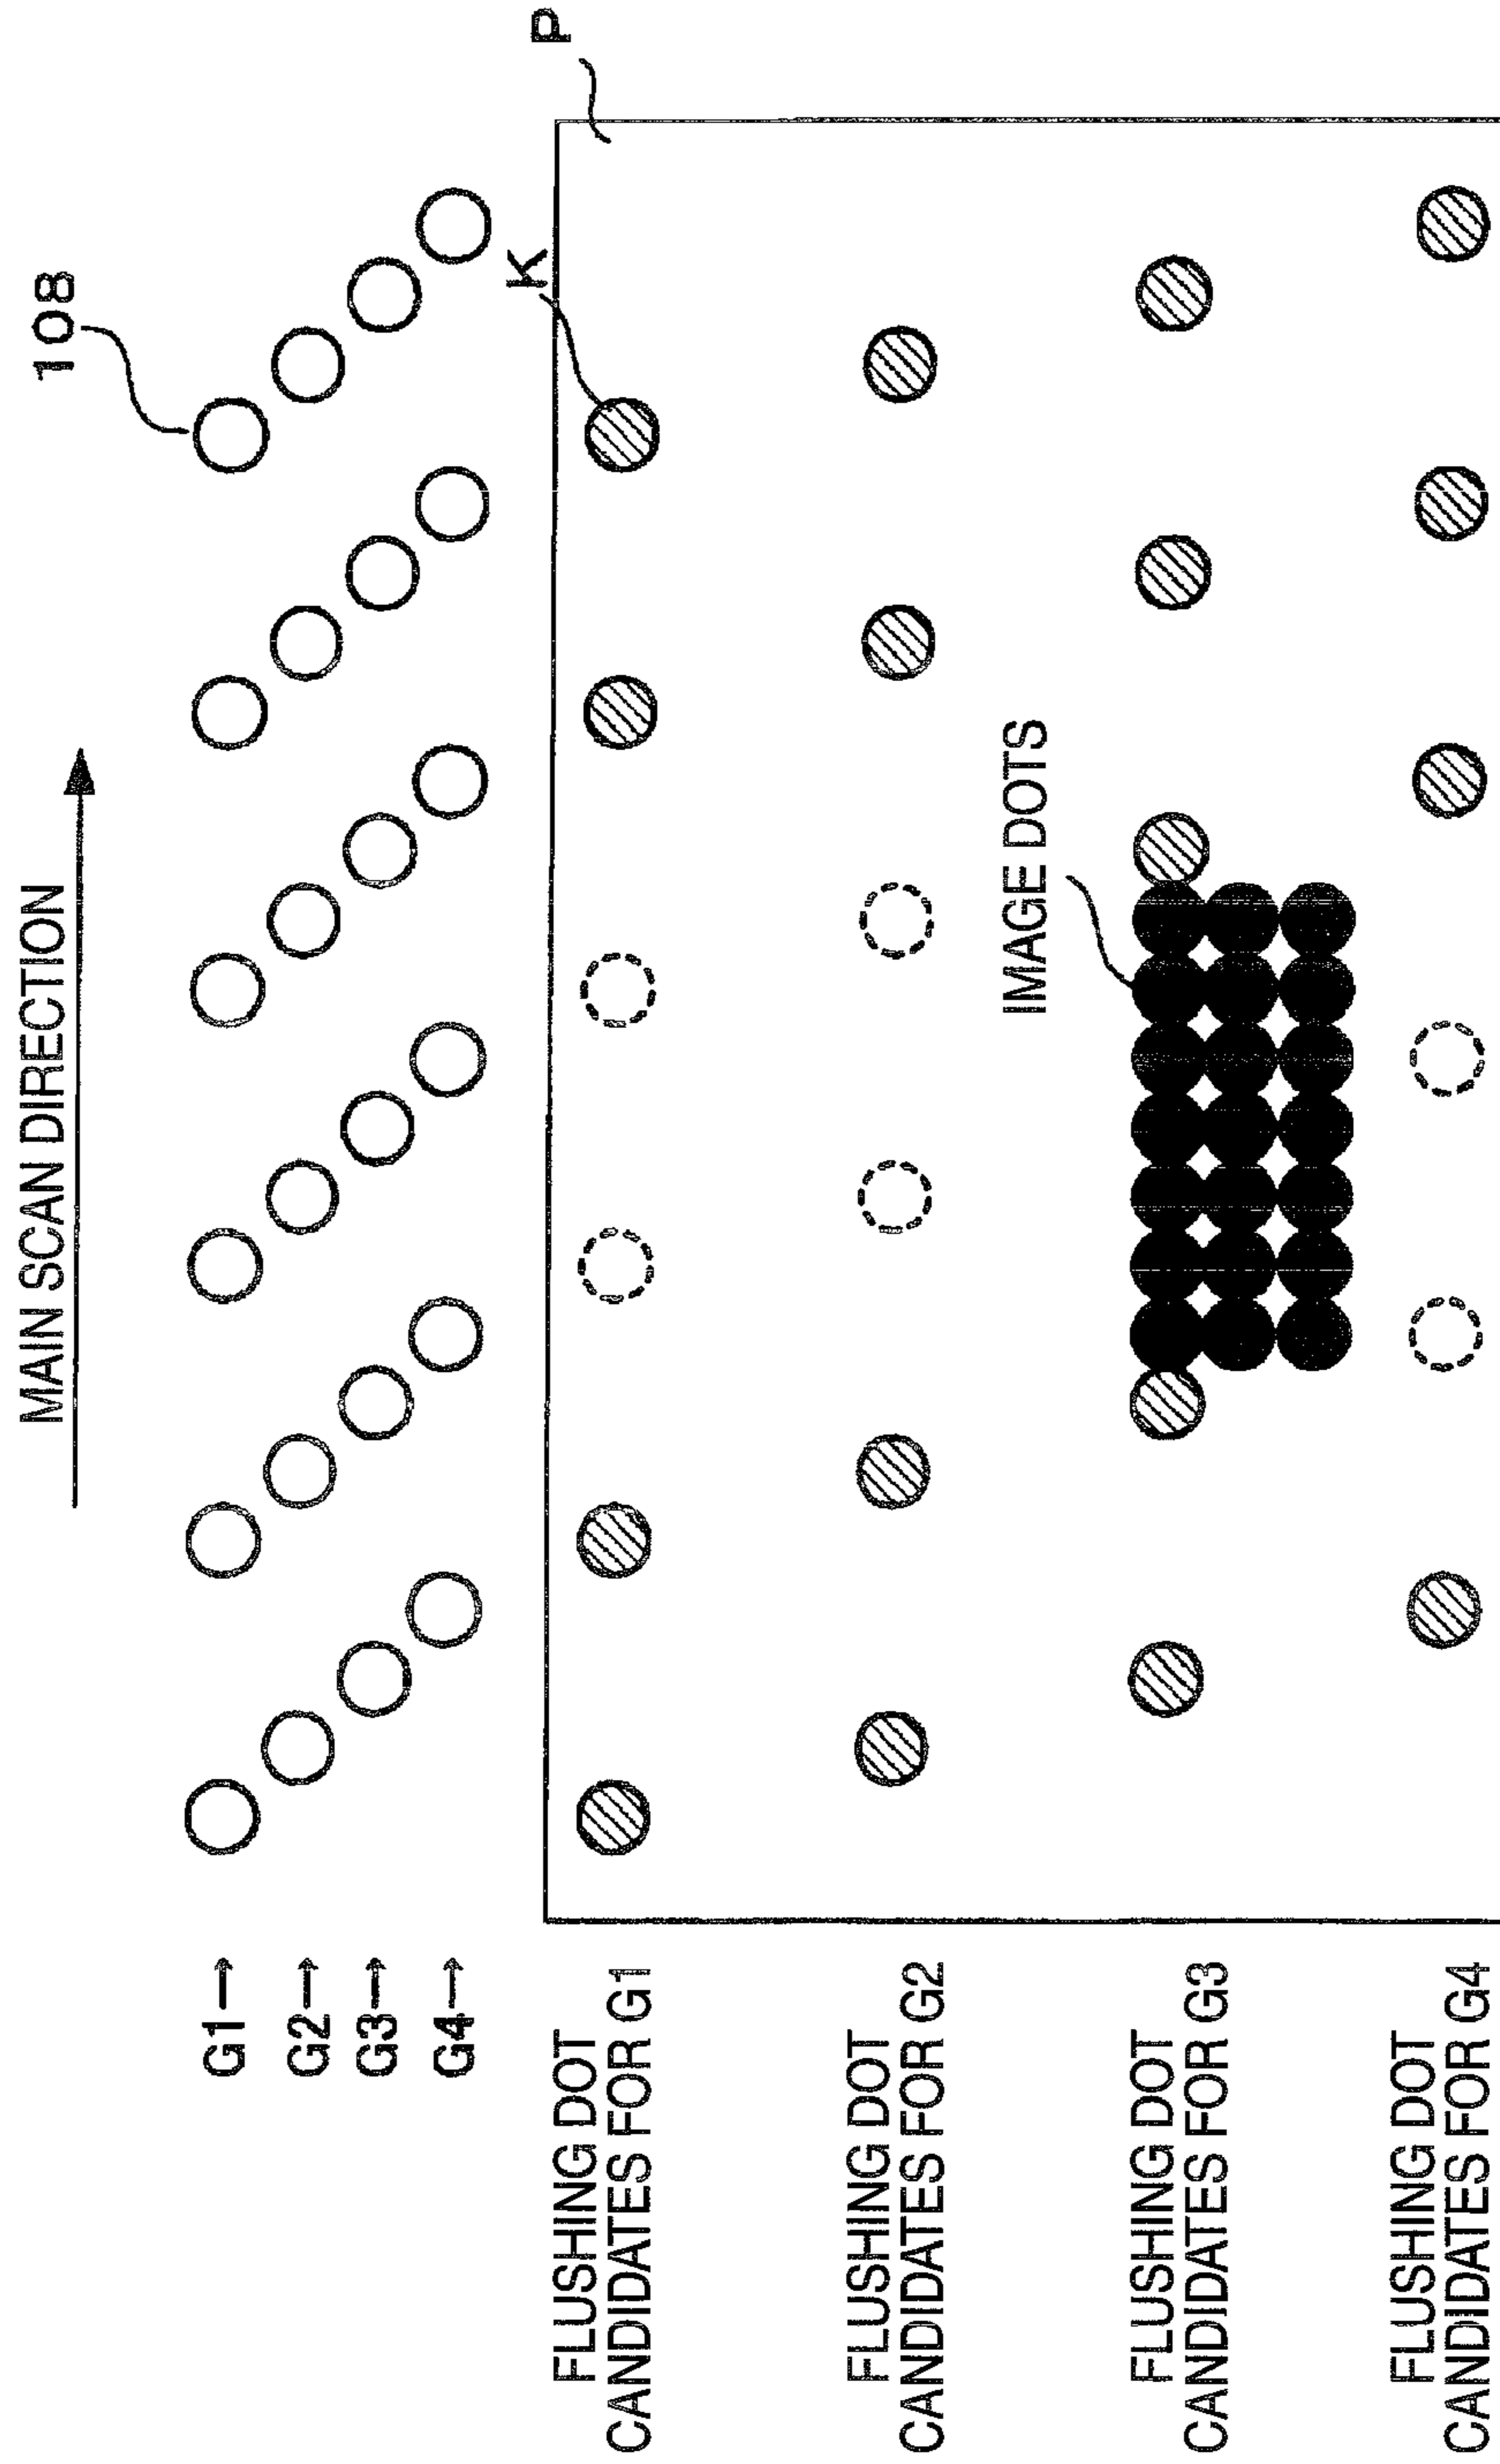 MAIN SCAN DIRECTION
108
G1→
G2→
G3→
G4→
K
P
FLUSHING DOT
CANDIDATES FOR G1
FLUSHING DOT
CANDIDATES FOR G2
IMAGE DOTS
FLUSHING DOT
CANDIDATES FOR G3
FLUSHING DOT
CANDIDATES FOR G4